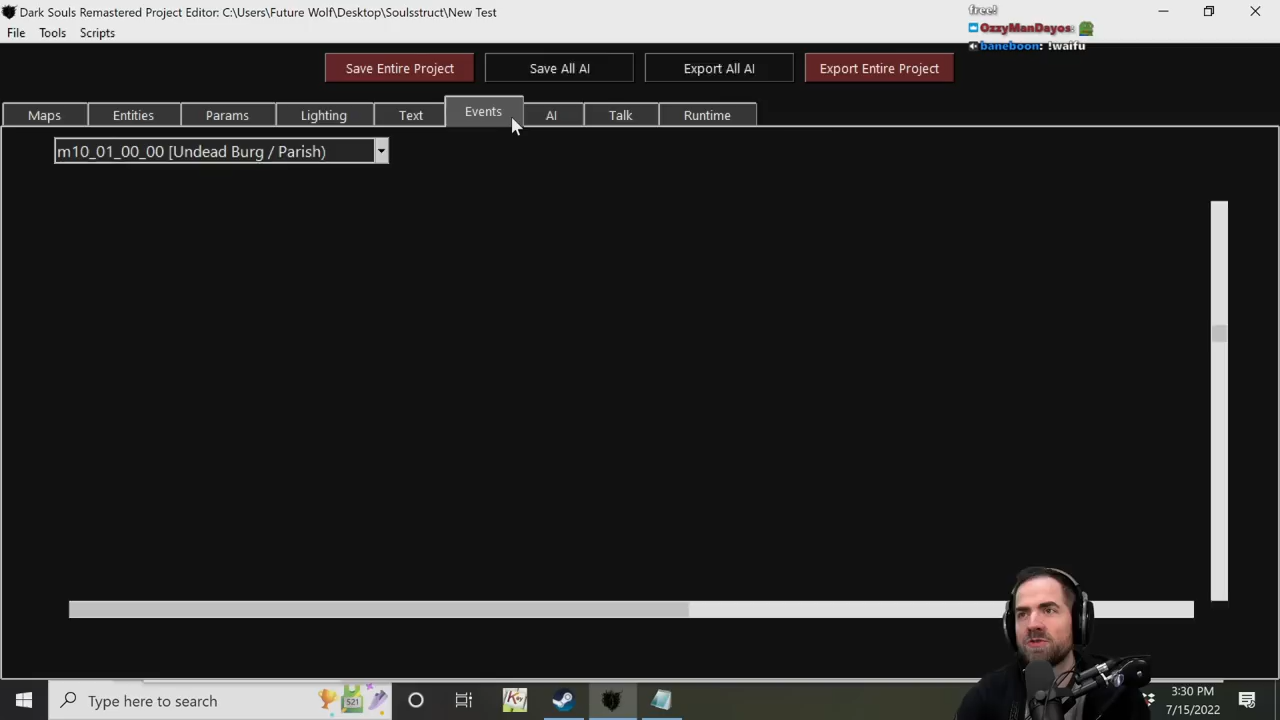 Dark Souls Remastered Project Editor: C:\Users\Future Wolf\Desktop\Soulsstruct\New Test
free!
OzzyManDayos:
baneboon: !waifu
File Tools Scripts
Save Entire Project Save All AI Export All AI Export Entire Project
Maps Entities Params Lighting Text Events AI Talk Runtime
m10_01_00_00 [Undead Burg / Parish)
Type here to search
521
3:30 PM
7/15/2022